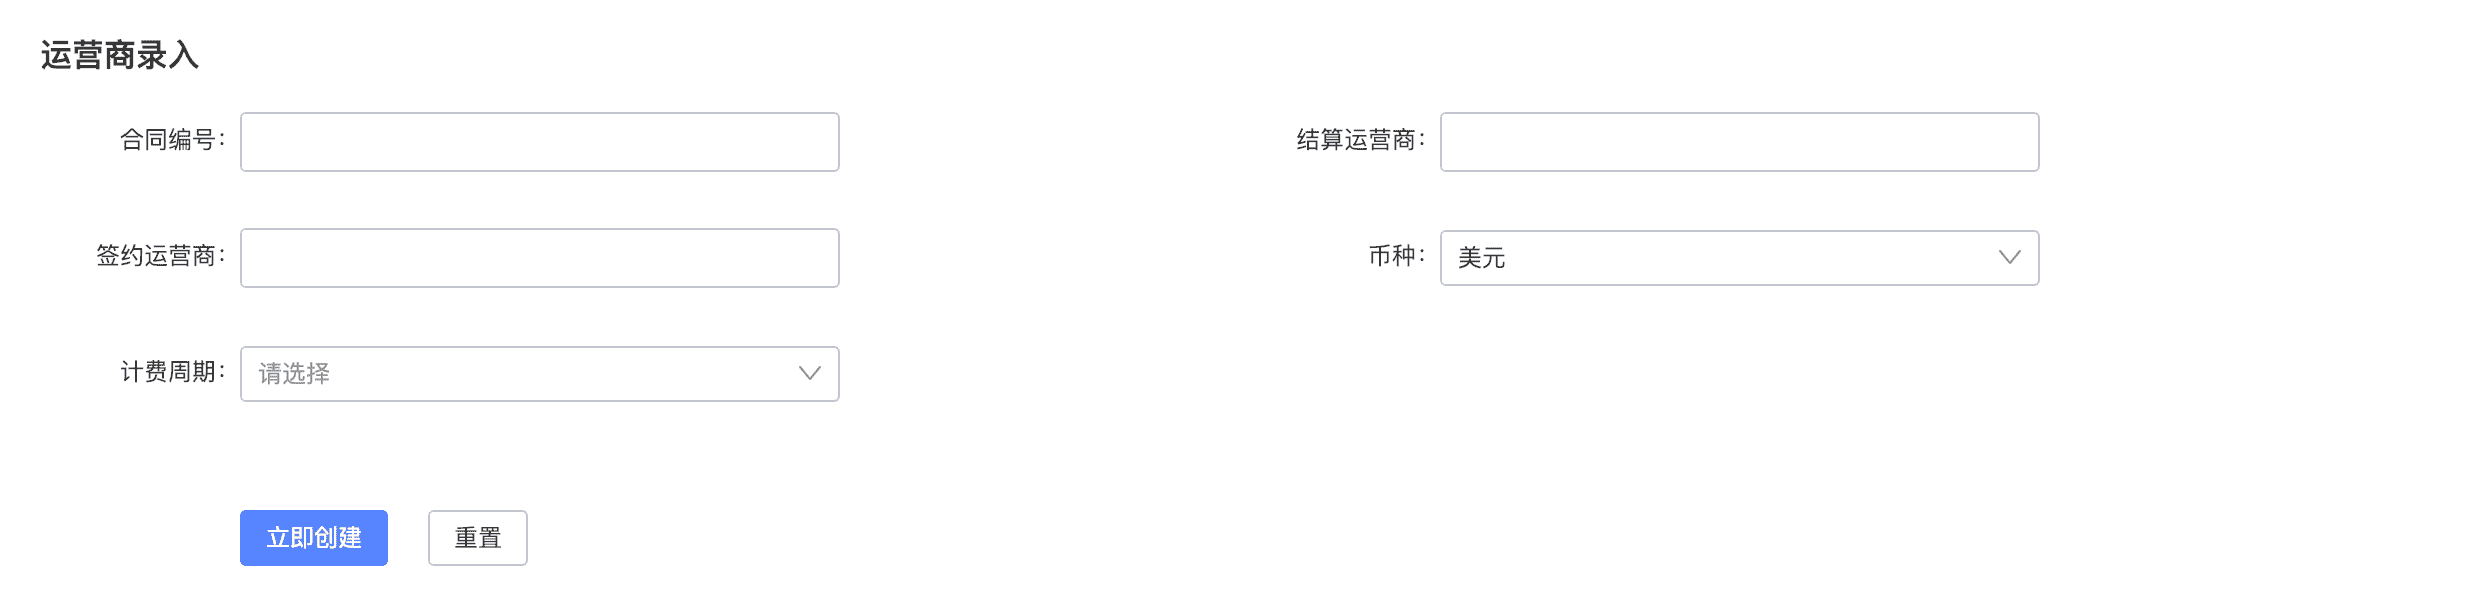 运营商录入
合同编号：
结算运营商：
签约运营商：
币种： 美元
计费周期： 请选择
立即创建 重置